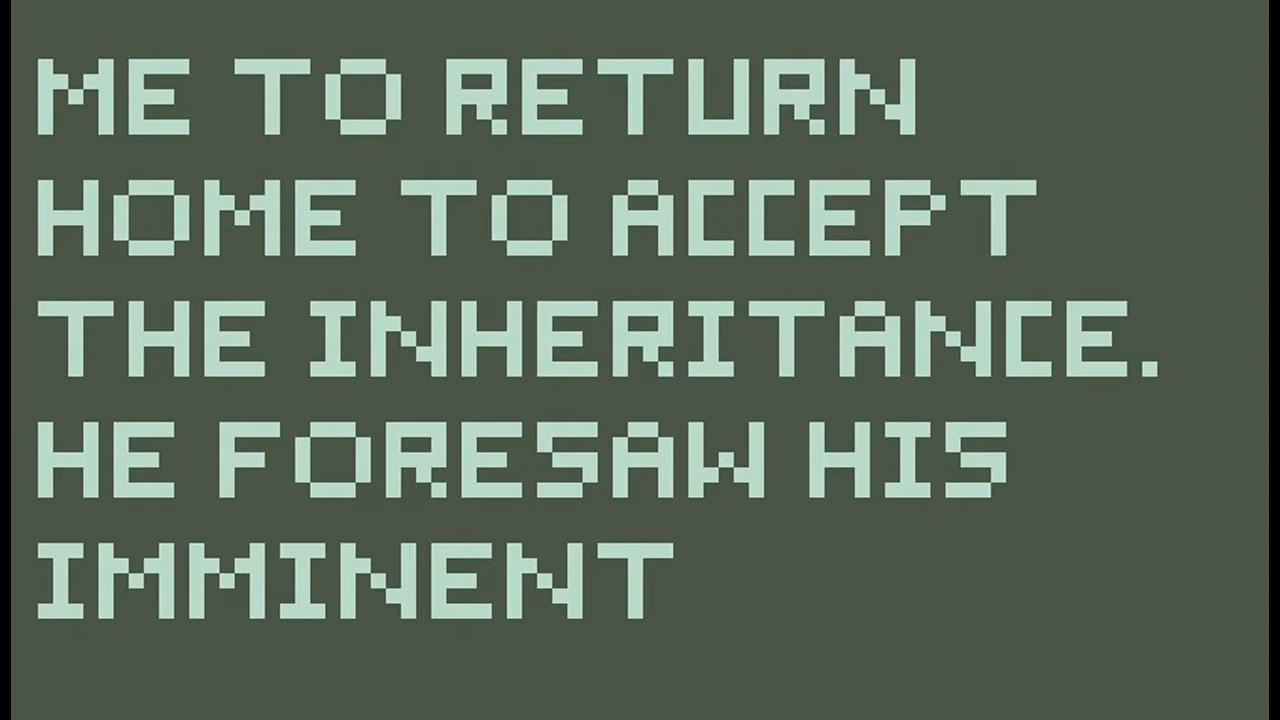 ME TO RETURN
HOME TO ACCEPT
THE INHERITANCE.
HE FORESAW HIS
IMMINENT